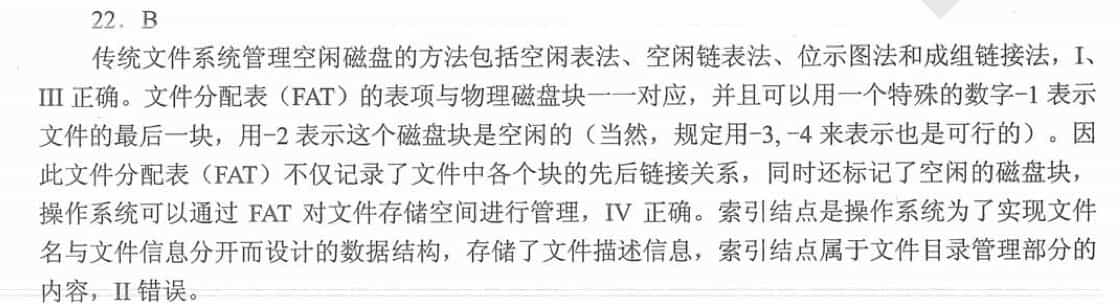 22. B
传统文件系统管理空闲磁盘的方法包括空闲表法、空闲链表法、位示图法和成组链接法，I、
III 正确。文件分配表（FAT）的表项与物理磁盘块一一对应，并且可以用一个特殊的数字-1 表示
文件的最后一块，用-2 表示这个磁盘块是空闲的（当然，规定用-3, -4 来表示也是可行的）。因
此文件分配表（FAT）不仅记录了文件中各个块的先后链接关系，同时还标记了空闲的磁盘块，
操作系统可以通过 FAT 对文件存储空间进行管理，IV 正确。索引结点是操作系统为了实现文件
名与文件信息分开而设计的数据结构，存储了文件描述信息，索引结点属于文件目录管理部分的
内容，II 错误。